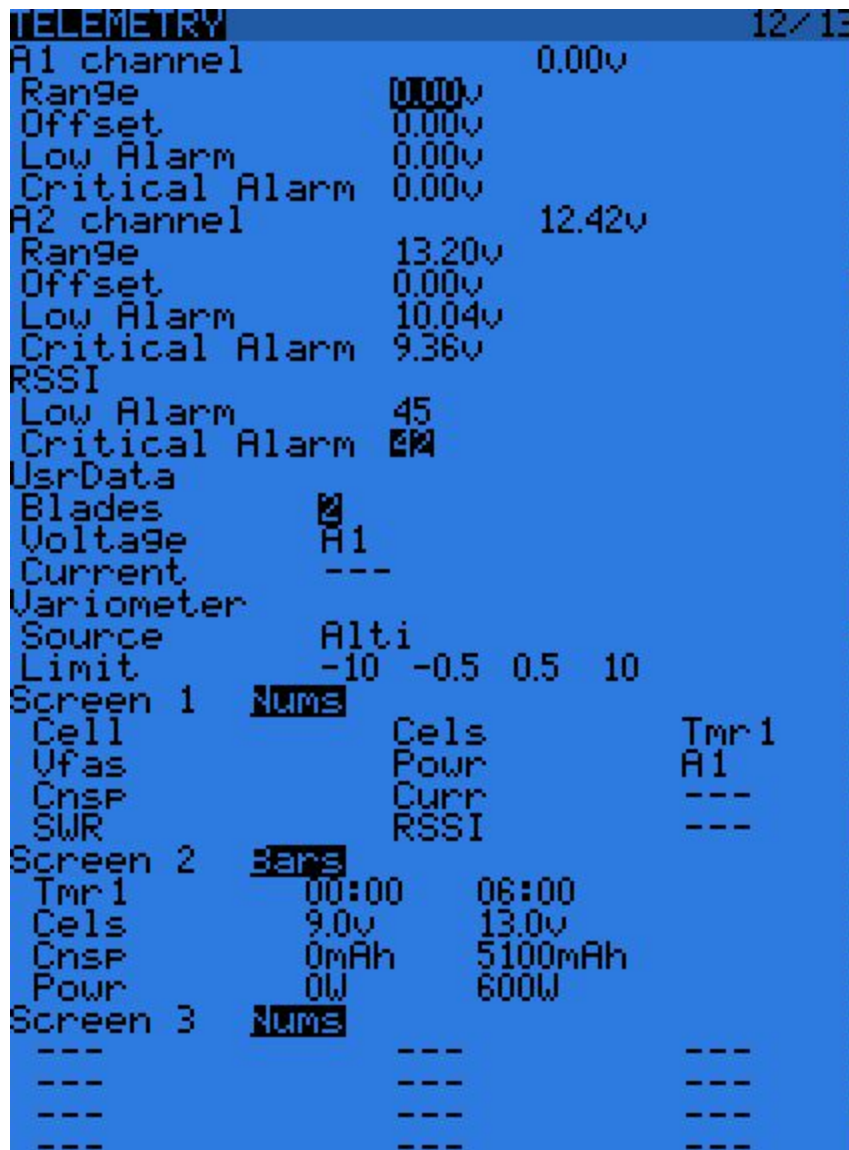 TELEMETRY 12/13
A1 channel 0.00v
Range 0.00v
Offset 0.00v
Low Alarm 0.00v
Critical Alarm 0.00v
A2 channel 12.42v
Range 13.20v
Offset 0.00v
Low Alarm 10.04v
Critical Alarm 9.36v
RSSI
Low Alarm 45
Critical Alarm 42
UsrData
Blades 2
Voltage A1
Current ---
Variometer
Source Alti
Limit -10 -0.5 0.5 10
Screen 1 Nums
Cell Cels Tmr1
Vfas Powr A1
Cnsp Curr ---
SWR RSSI ---
Screen 2 Bars
Tmr1 00:00 06:00
Cels 9.0v 13.0v
Cnsp 0mAh 5100mAh
Powr 0W 600W
Screen 3 Nums
--- --- ---
--- --- ---
--- --- ---
--- --- ---